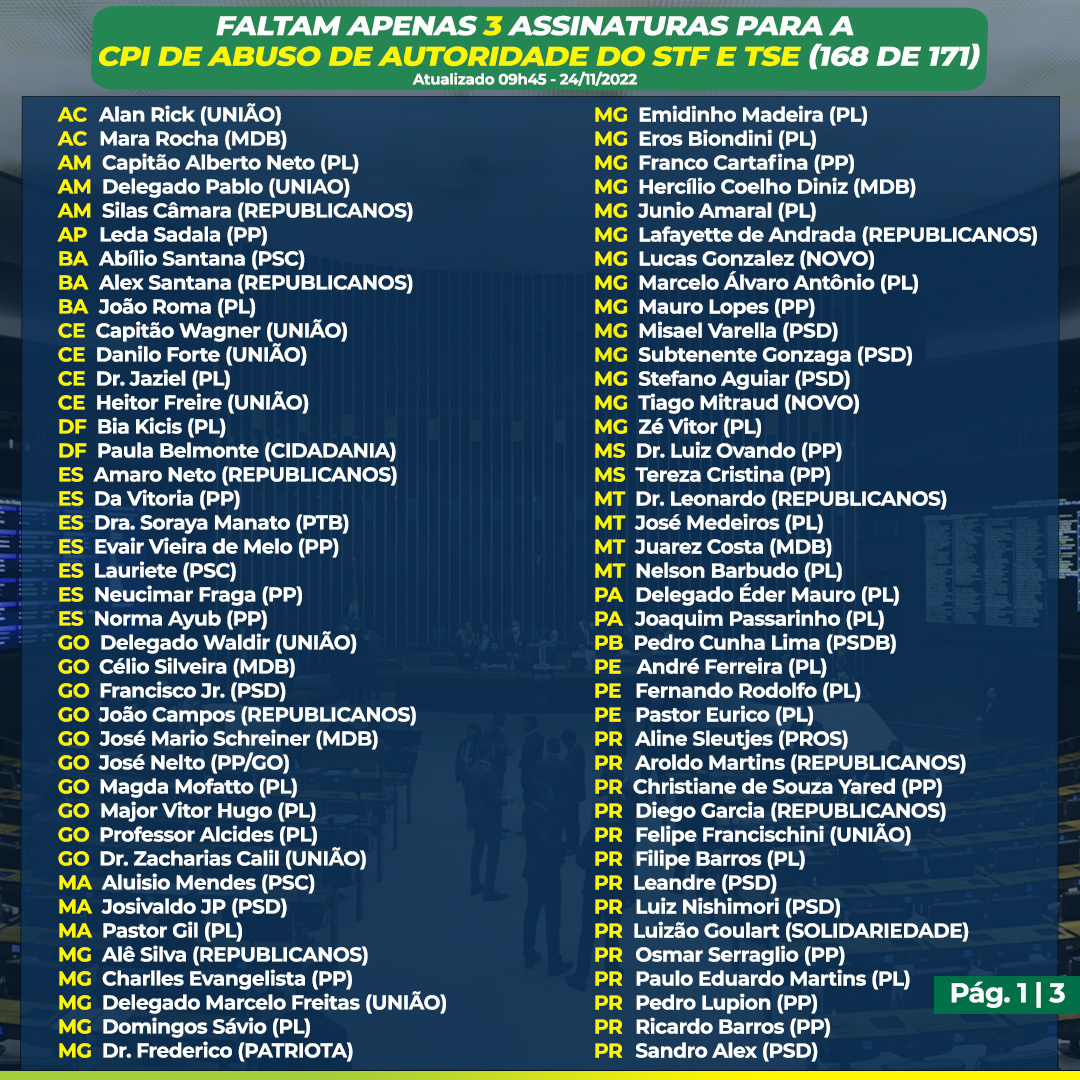 FALTAM APENAS 3 ASSINATURAS PARA A
CPI DE ABUSO DE AUTORIDADE DO STF E TSE (168 DE 171)
Atualizado 09h45 - 24/11/2022
AC Alan Rick (UNIÃO)
AC Mara Rocha (MDB)
AM Capitão Alberto Neto (PL)
AM Delegado Pablo (UNIAO)
AM Silas Câmara (REPUBLICANOS)
AP Leda Sadala (PP)
BA Abílio Santana (PSC)
BA Alex Santana (REPUBLICANOS)
BA João Roma (PL)
CE Capitão Wagner (UNIÃO)
CE Danilo Forte (UNIÃO)
CE Dr. Jaziel (PL)
CE Heitor Freire (UNIÃO)
DF Bia Kicis (PL)
DF Paula Belmonte (CIDADANIA)
ES Amaro Neto (REPUBLICANOS)
ES Da Vitoria (PP)
ES Dra. Soraya Manato (PTB)
ES Evair Vieira de Melo (PP)
ES Lauriete (PSC)
ES Neucimar Fraga (PP)
ES Norma Ayub (PP)
GO Delegado Waldir (UNIÃO)
GO Célio Silveira (MDB)
GO Francisco Jr. (PSD)
GO João Campos (REPUBLICANOS)
GO José Mario Schreiner (MDB)
GO José Nelto (PP/GO)
GO Magda Mofatto (PL)
GO Major Vitor Hugo (PL)
GO Professor Alcides (PL)
GO Dr. Zacharias Calil (UNIÃO)
MA Aluisio Mendes (PSC)
MA Josivaldo JP (PSD)
MA Pastor Gil (PL)
MG Alê Silva (REPUBLICANOS)
MG Charlles Evangelista (PP)
MG Delegado Marcelo Freitas (UNIÃO)
MG Domingos Sávio (PL)
MG Dr. Frederico (PATRIOTA)
MG Emidinho Madeira (PL)
MG Eros Biondini (PL)
MG Franco Cartafina (PP)
MG Hercílio Coelho Diniz (MDB)
MG Junio Amaral (PL)
MG Lafayette de Andrada (REPUBLICANOS)
MG Lucas Gonzalez (NOVO)
MG Marcelo Álvaro Antônio (PL)
MG Mauro Lopes (PP)
MG Misael Varella (PSD)
MG Subtenente Gonzaga (PSD)
MG Stefano Aguiar (PSD)
MG Tiago Mitraud (NOVO)
MG Zé Vitor (PL)
MS Dr. Luiz Ovando (PP)
MS Tereza Cristina (PP)
MT Dr. Leonardo (REPUBLICANOS)
MT José Medeiros (PL)
MT Juarez Costa (MDB)
MT Nelson Barbudo (PL)
PA Delegado Éder Mauro (PL)
PA Joaquim Passarinho (PL)
PB Pedro Cunha Lima (PSDB)
PE André Ferreira (PL)
PE Fernando Rodolfo (PL)
PE Pastor Eurico (PL)
PR Aline Sleutjes (PROS)
PR Aroldo Martins (REPUBLICANOS)
PR Christiane de Souza Yared (PP)
PR Diego Garcia (REPUBLICANOS)
PR Felipe Francischini (UNIÃO)
PR Filipe Barros (PL)
PR Leandre (PSD)
PR Luiz Nishimori (PSD)
PR Luizão Goulart (SOLIDARIEDADE)
PR Osmar Serraglio (PP)
PR Paulo Eduardo Martins (PL)
PR Pedro Lupion (PP)
PR Ricardo Barros (PP)
PR Sandro Alex (PSD)
Pág. 1 | 3